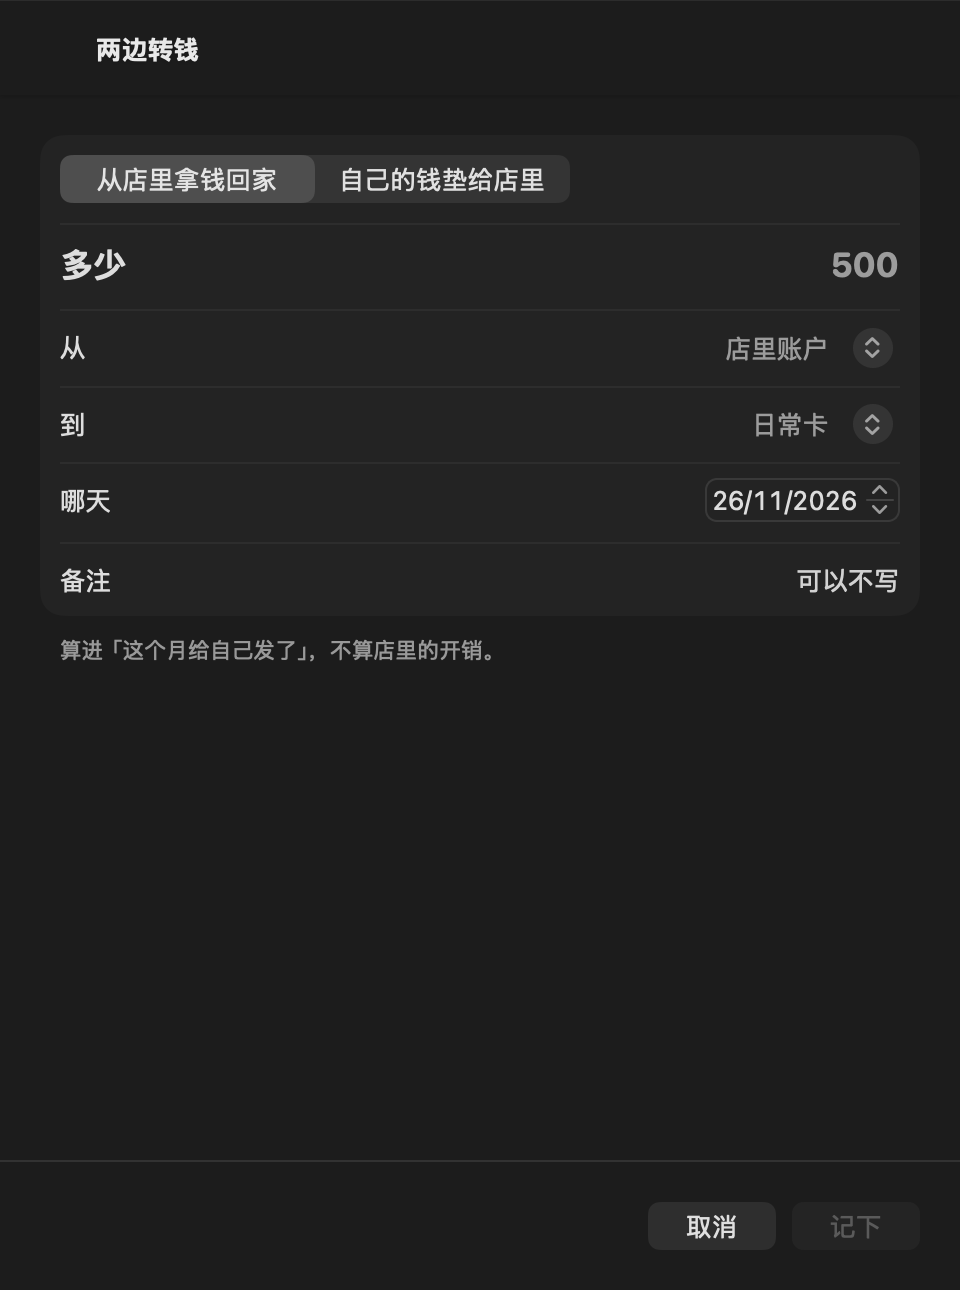 两边转钱
从店里拿钱回家 自己的钱垫给店里
多少 500
从 店里账户
到 日常卡
哪天 26/11/2026
备注 可以不写
算进「这个月给自己发了」，不算店里的开销。
取消 记下